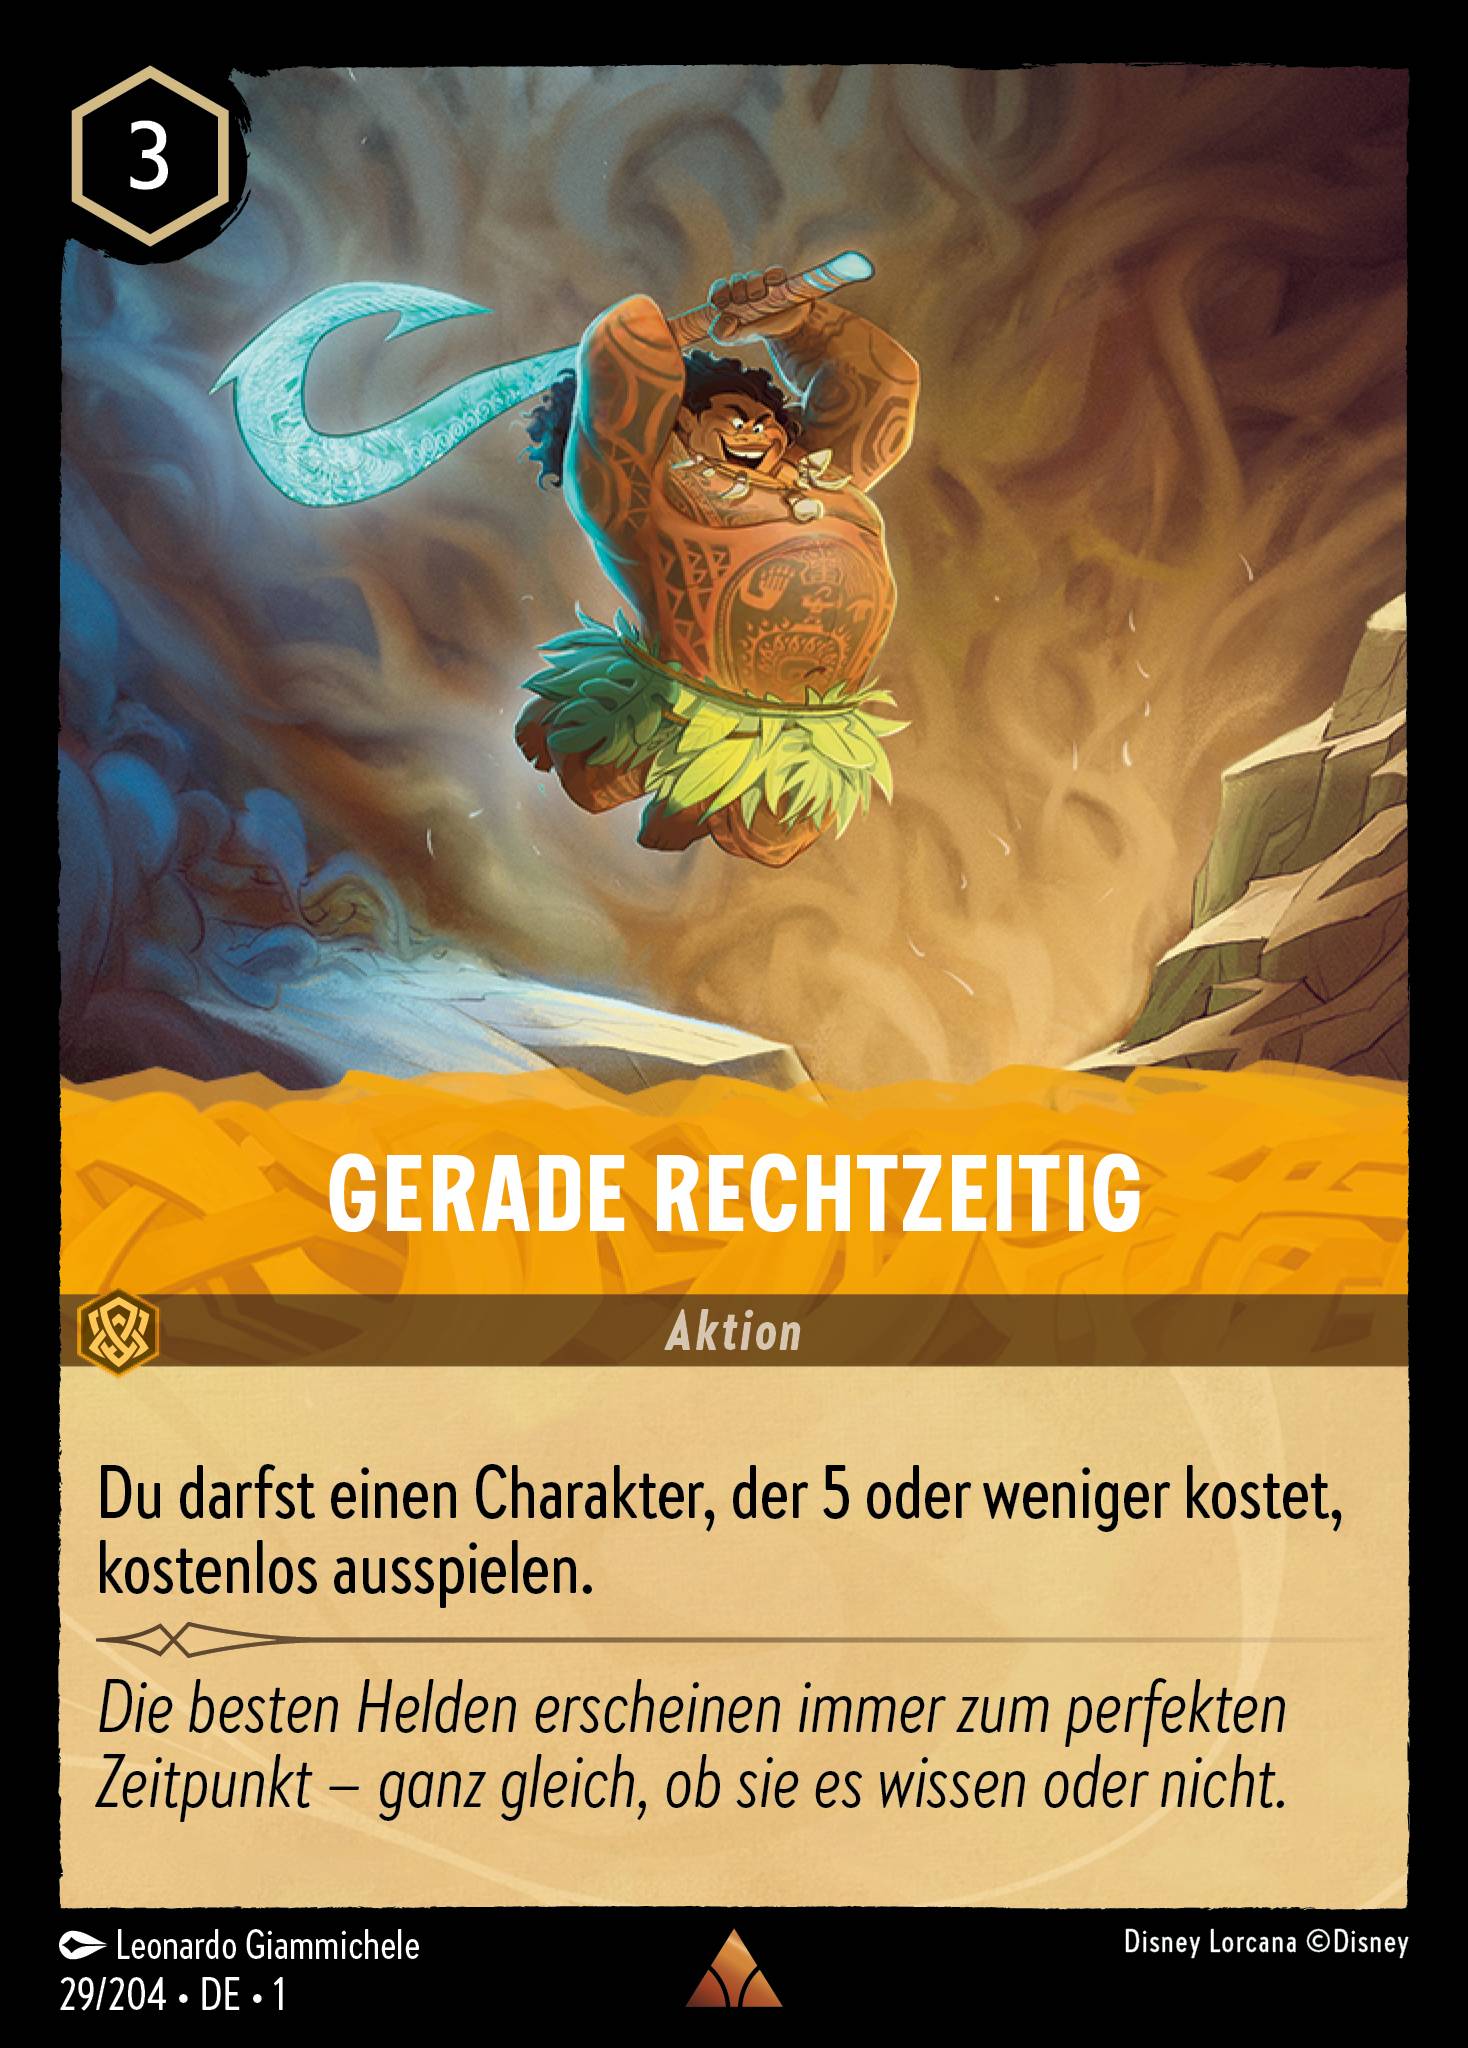 3
GERADE RECHTZEITIG
Aktion
Du darfst einen Charakter, der 5 oder weniger kostet,
kostenlos ausspielen.
Die besten Helden erscheinen immer zum perfekten
Zeitpunkt – ganz gleich, ob sie es wissen oder nicht.
Leonardo Giammichele
Disney Lorcana ©Disney
29/204 • DE • 1